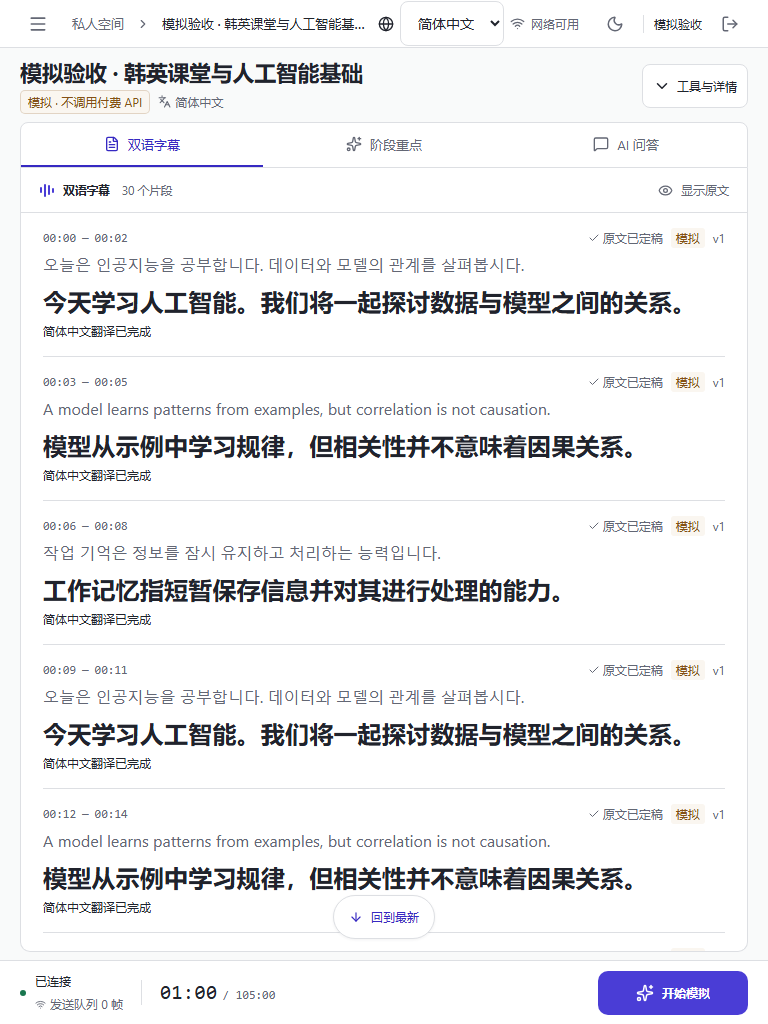 私人空间 > 模拟验收 · 韩英课堂与人工智能基... 简体中文 网络可用 模拟验收
模拟验收 · 韩英课堂与人工智能基础
模拟 · 不调用付费 API 简体中文
工具与详情
双语字幕 阶段重点 AI 问答
双语字幕 30 个片段 显示原文
00:00 — 00:02 原文已定稿 模拟 v1
오늘은 인공지능을 공부합니다. 데이터와 모델의 관계를 살펴봅시다.
今天学习人工智能。我们将一起探讨数据与模型之间的关系。
简体中文翻译已完成
00:03 — 00:05 原文已定稿 模拟 v1
A model learns patterns from examples, but correlation is not causation.
模型从示例中学习规律，但相关性并不意味着因果关系。
简体中文翻译已完成
00:06 — 00:08 原文已定稿 模拟 v1
작업 기억은 정보를 잠시 유지하고 처리하는 능력입니다.
工作记忆指短暂保存信息并对其进行处理的能力。
简体中文翻译已完成
00:09 — 00:11 原文已定稿 模拟 v1
오늘은 인공지능을 공부합니다. 데이터와 모델의 관계를 살펴봅시다.
今天学习人工智能。我们将一起探讨数据与模型之间的关系。
简体中文翻译已完成
00:12 — 00:14 原文已定稿 模拟 v1
A model learns patterns from examples, but correlation is not causation.
模型从示例中学习规律，但相关性并不意味着因果关系。
简体中文翻译已完成
回到最新
已连接
发送队列 0 帧
01:00 / 105:00
开始模拟